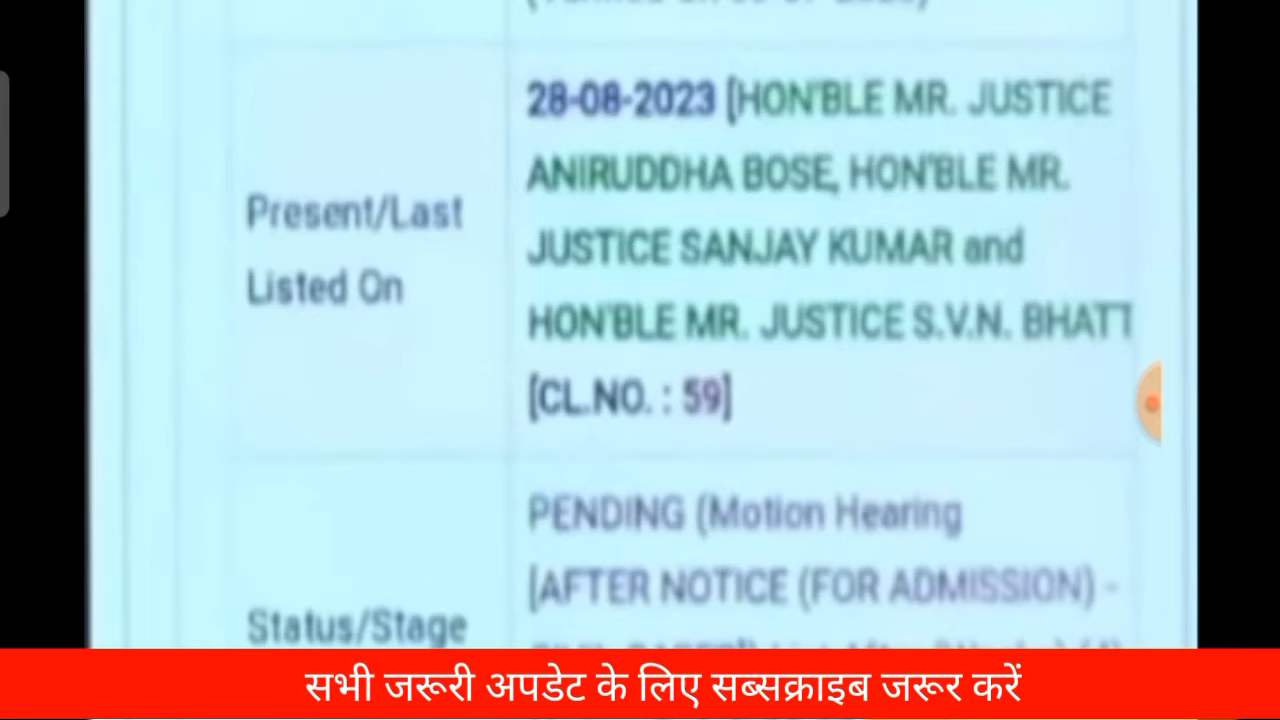 28-08-2023 [HON'BLE MR. JUSTICE
ANIRUDDHA BOSE, HON'BLE MR.
Present/Last
JUSTICE SANJAY KUMAR and
Listed On
HON'BLE MR. JUSTICE S.V.N. BHATT
[CL.NO. : 59]
PENDING (Motion Hearing
[AFTER NOTICE (FOR ADMISSION) -
Status/Stage
सभी जरूरी अपडेट के लिए सब्सक्राइब जरूर करें